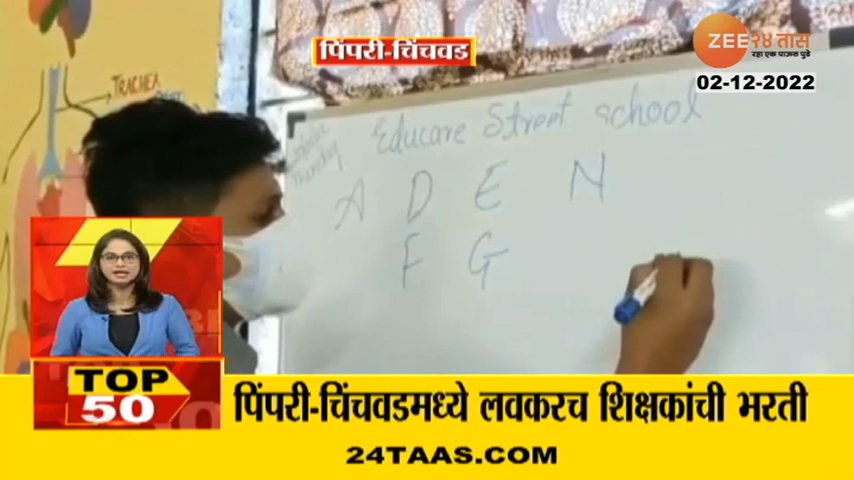 पिंपरी-चिंचवड
ZEE २४ तास
रहा एक पाऊल पुढे
02-12-2022
TRACHEA
Educare Street school
A D E N
F G
TOP
50
पिंपरी-चिंचवडमध्ये लवकरच शिक्षकांची भरती
24TAAS.COM